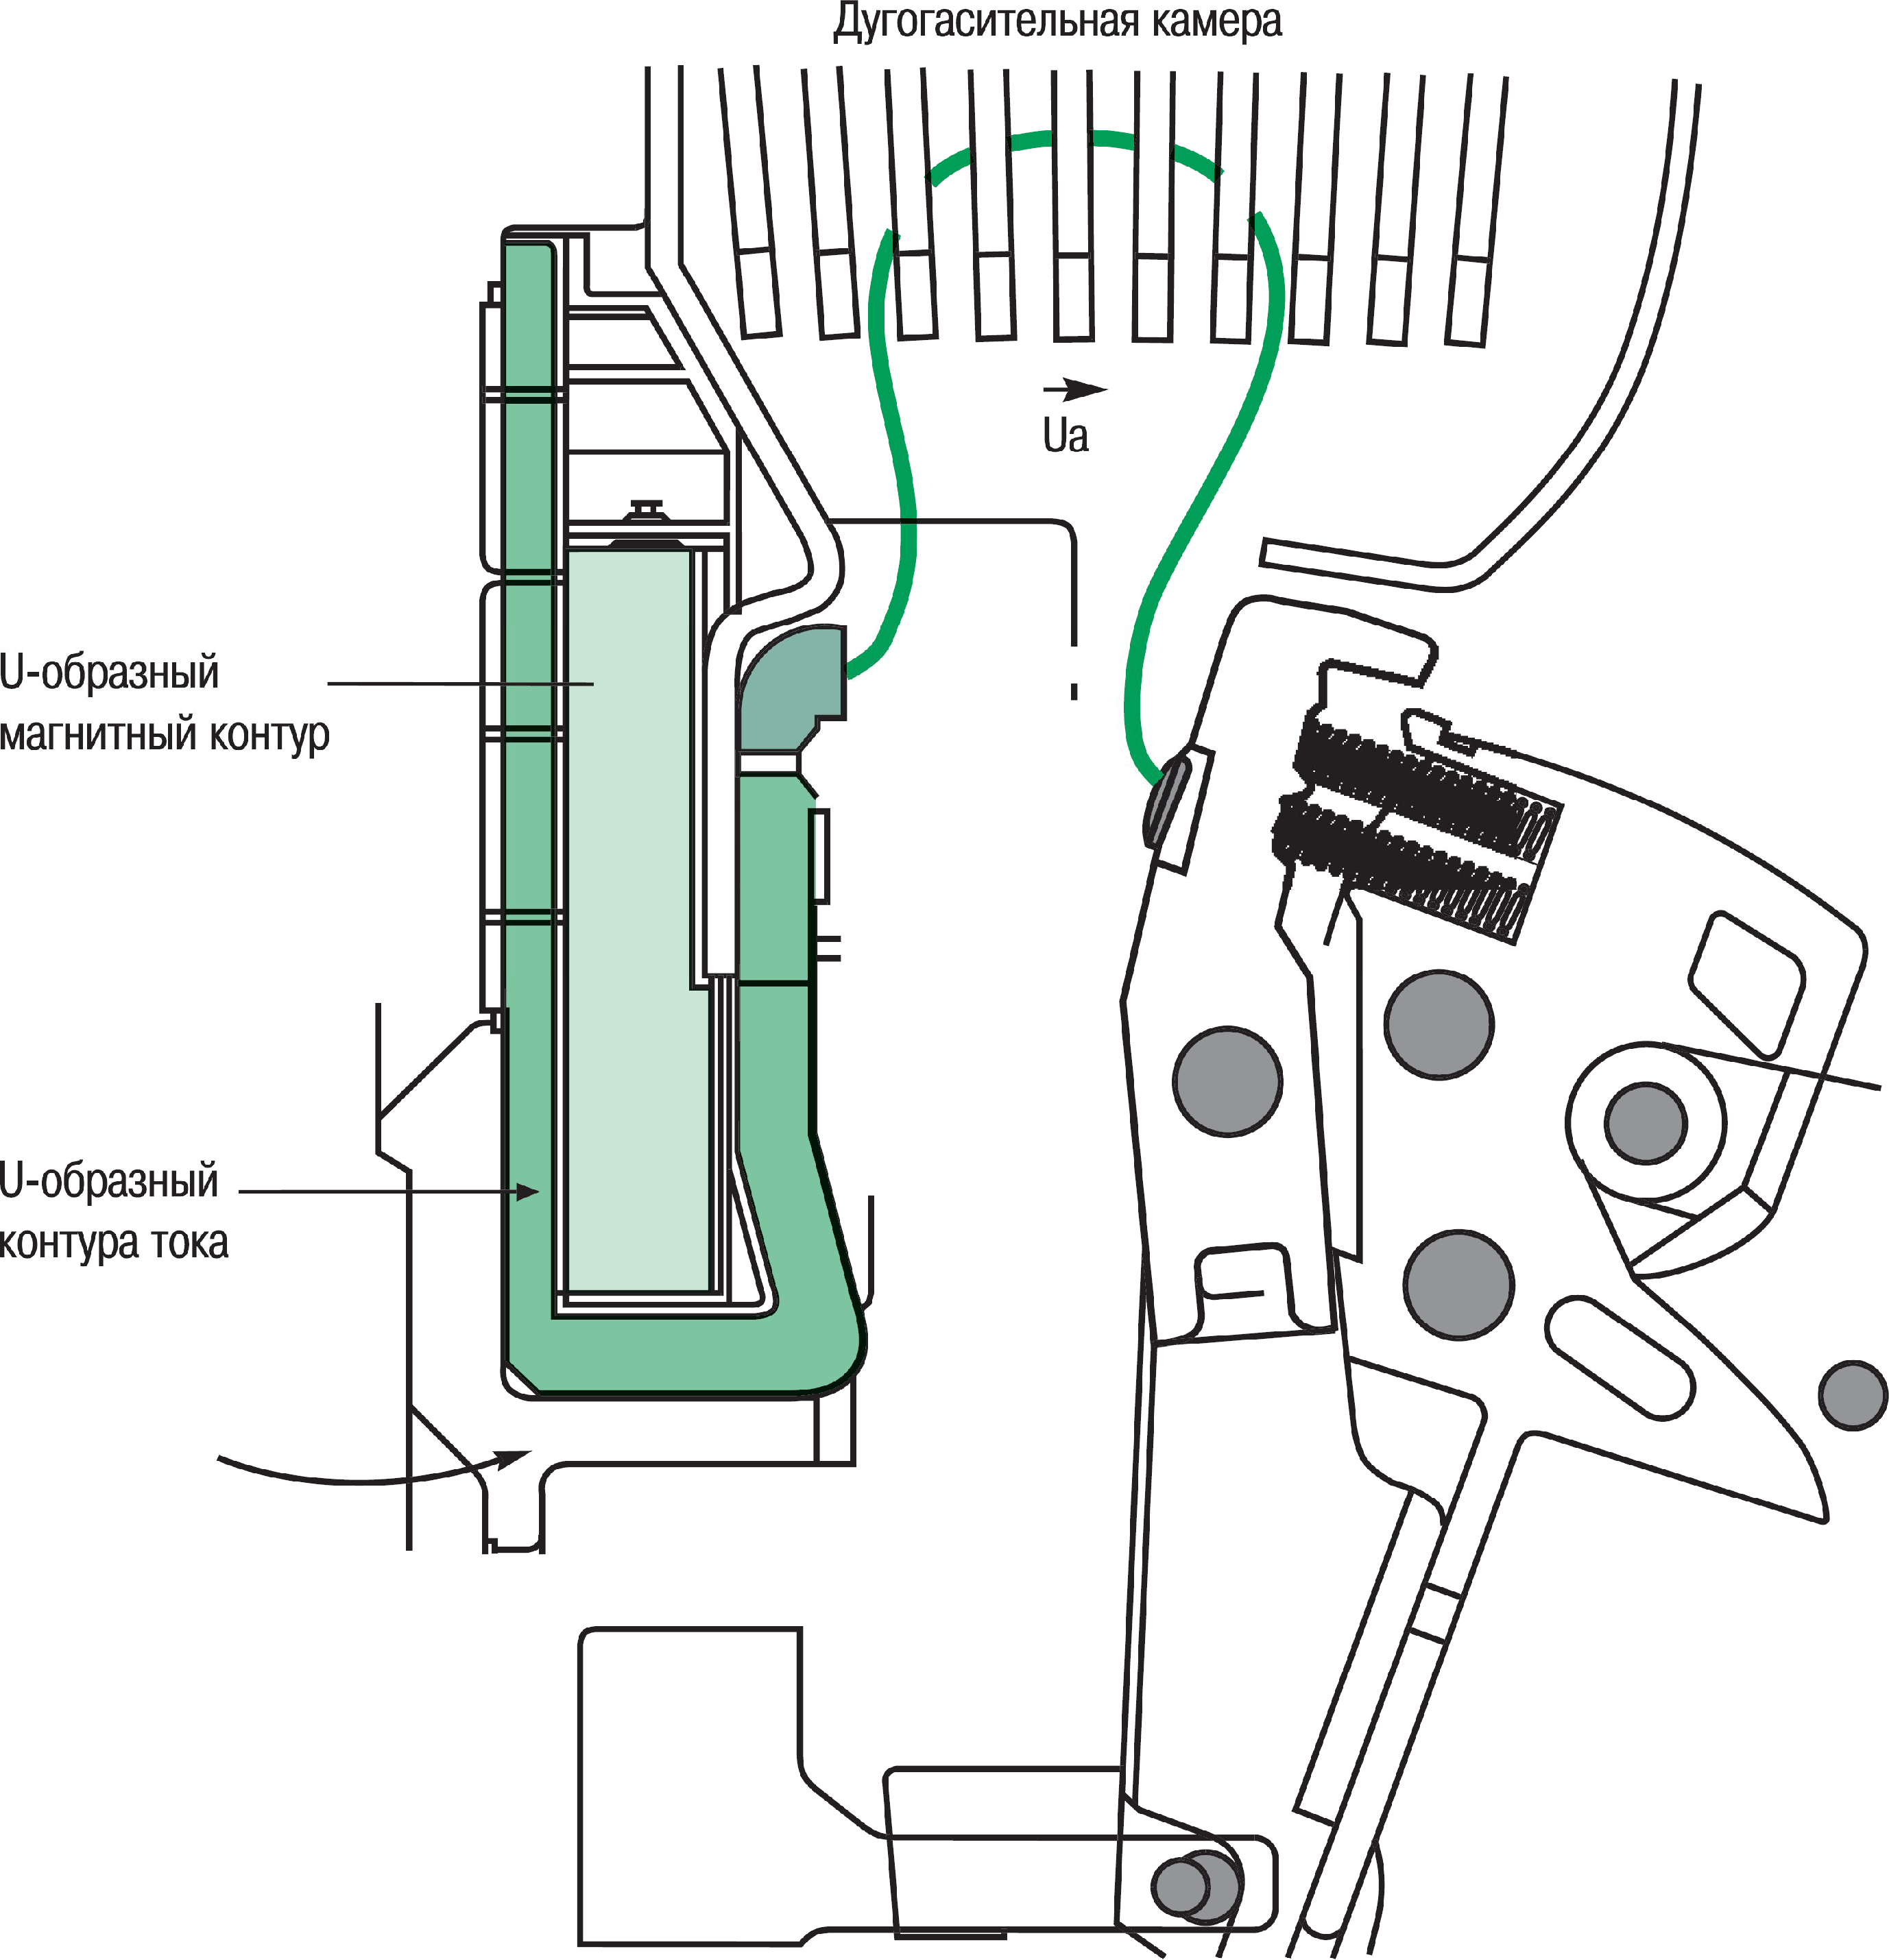 Дугогасительная камера
Ua
U-образный
магнитный контур
U-образный
контура тока